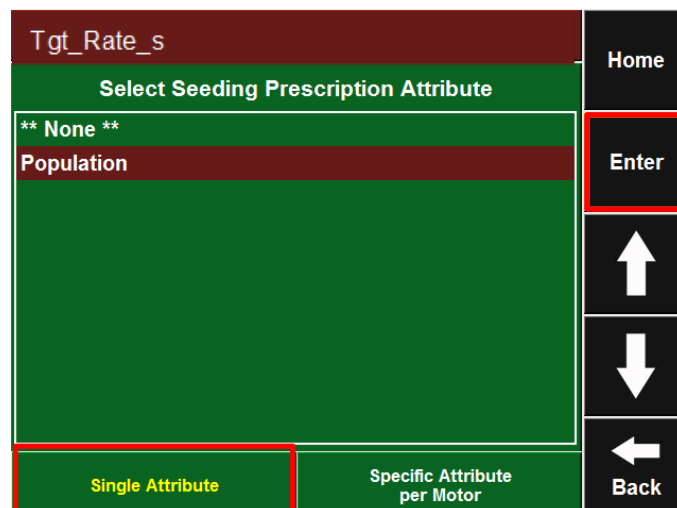 Tgt_Rate_s
Home
Select Seeding Prescription Attribute
** None **
Population
Enter
Single Attribute
Specific Attribute
per Motor
Back